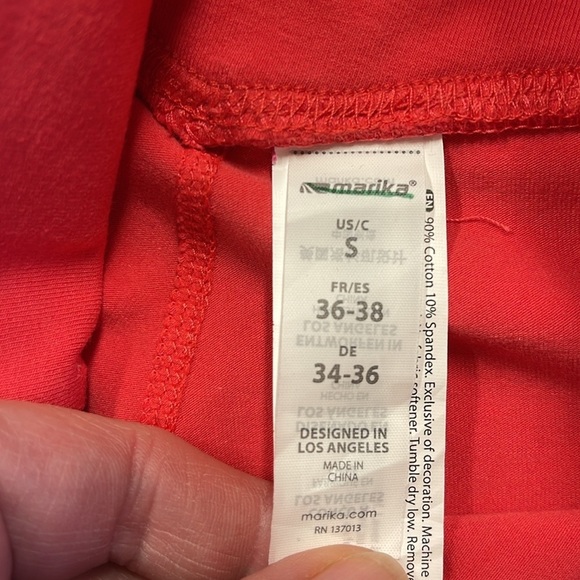 marika®
US/C
S
FR/ES
36-38
DE
34-36
DESIGNED IN
LOS ANGELES
MADE IN
CHINA
marika.com
RN 137013
EN 90% Cotton 10% Spandex. Exclusive of decoration. Machine
softener. Tumble dry low. Remove